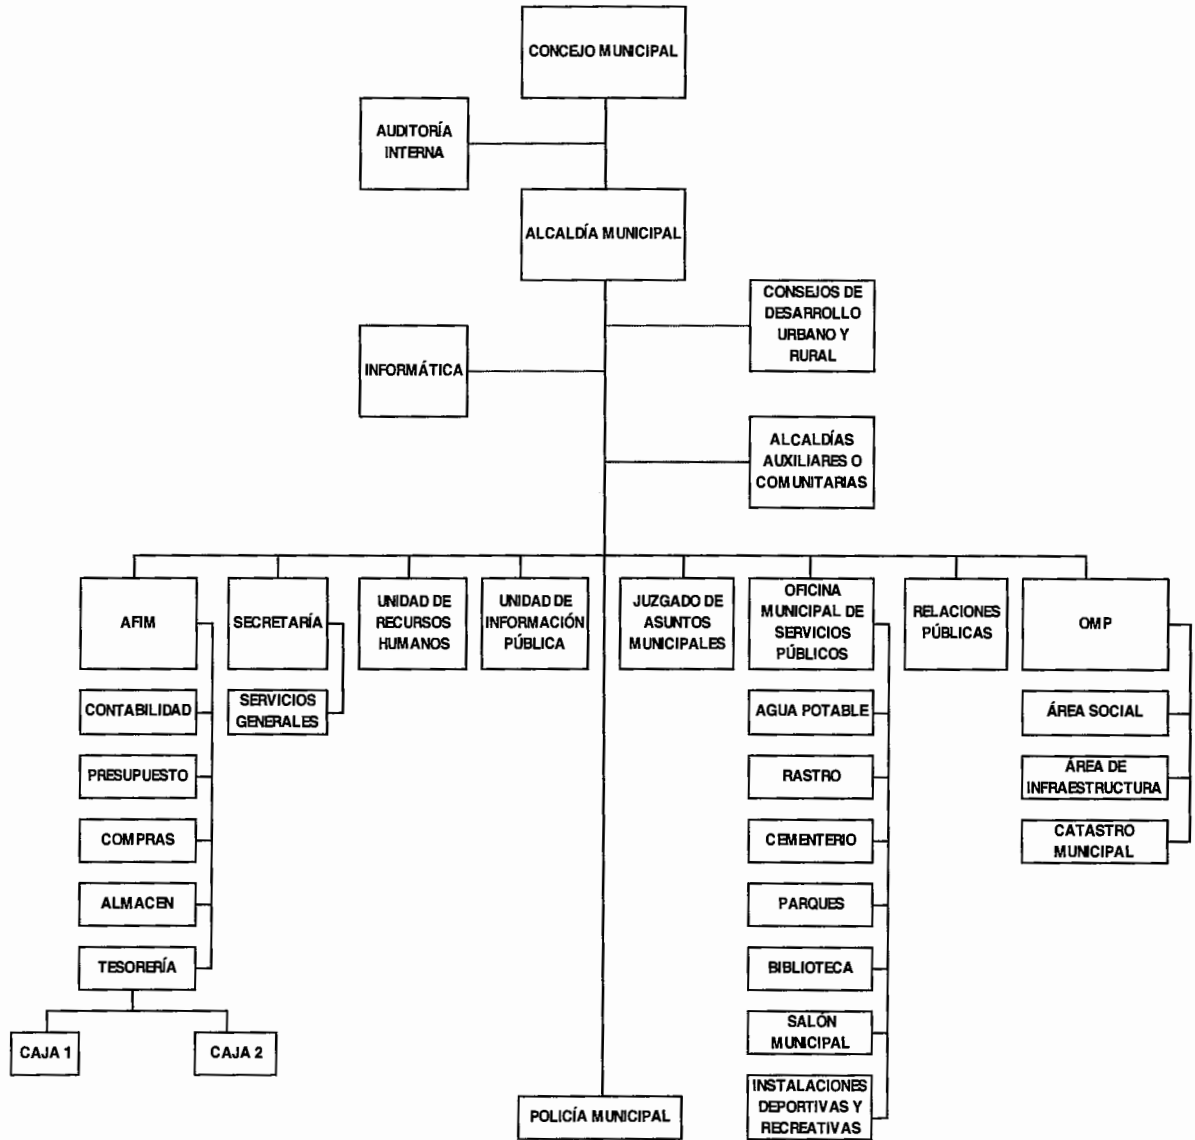 CONCEJO MUNICIPAL
AUDITORÍA
INTERNA
ALCALDÍA MUNICIPAL
CONSEJOS DE
DESARROLLO
URBANO Y
RURAL
INFORMÁTICA
ALCALDÍAS
AUXILIARES O
COMUNITARIAS
AFIM
SECRETARÍA
UNIDAD DE
RECURSOS
HUMANOS
UNIDAD DE
INFORMACIÓN
PÚBLICA
JUZGADO DE
ASUNTOS
MUNICIPALES
OFICINA
MUNICIPAL DE
SERVICIOS
PÚBLICOS
RELACIONES
PÚBLICAS
OMP
CONTABILIDAD
SERVICIOS
GENERALES
AGUA POTABLE
ÁREA SOCIAL
PRESUPUESTO
RASTRO
ÁREA DE
INFRAESTRUCTURA
COMPRAS
CEMENTERIO
CATASTRO
MUNICIPAL
ALMACEN
PARQUES
TESORERÍA
BIBLIOTECA
CAJA 1
CAJA 2
SALÓN
MUNICIPAL
POLICÍA MUNICIPAL
INSTALACIONES
DEPORTIVAS Y
RECREATIVAS